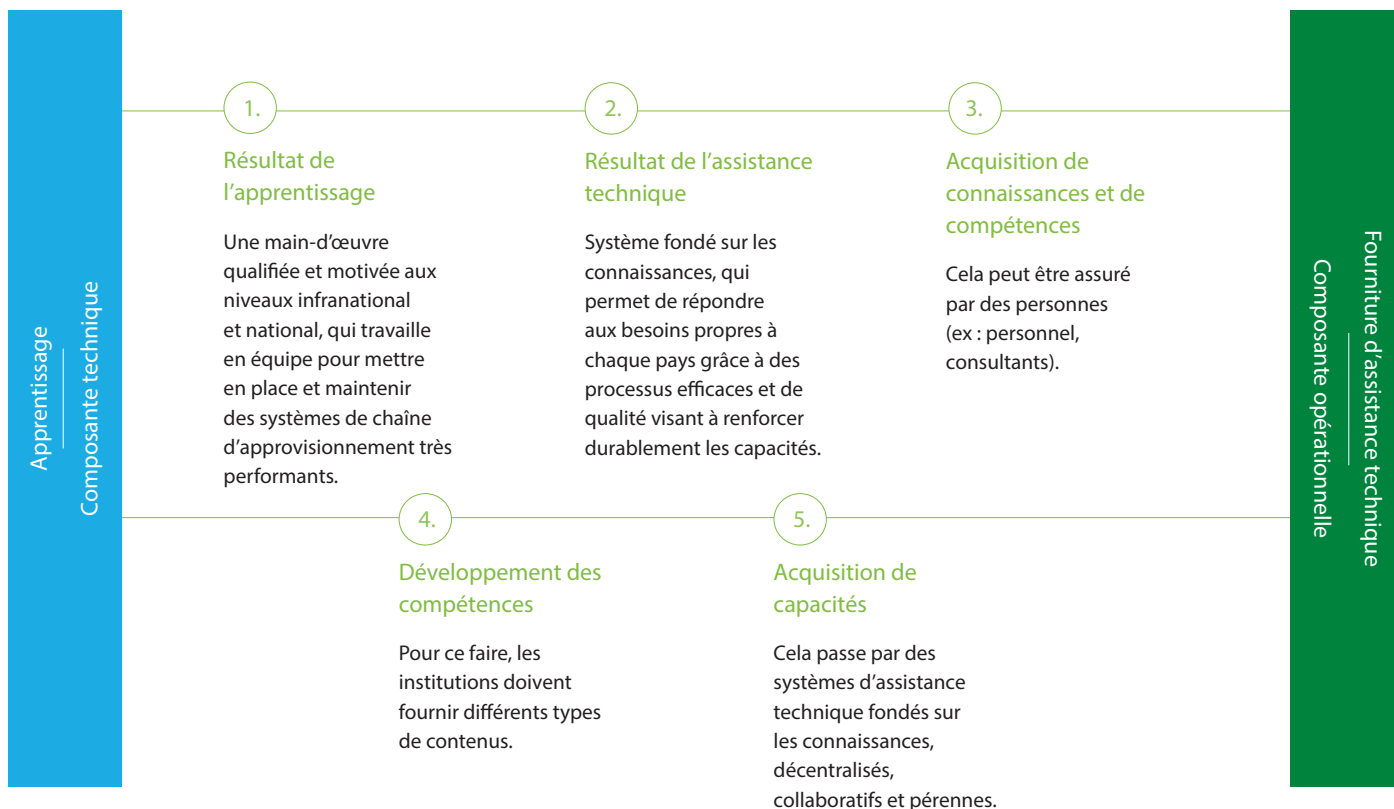 Apprentissage
Composante technique
1.
Résultat de
l'apprentissage
Une main-d'œuvre
qualifiée et motivée aux
niveaux infranational
et national, qui travaille
en équipe pour mettre
en place et maintenir
des systèmes de chaîne
d'approvisionnement très
performants.
2.
Résultat de l'assistance
technique
Système fondé sur les
connaissances, qui
permet de répondre
aux besoins propres à
chaque pays grâce à des
processus efficaces et de
qualité visant à renforcer
durablement les capacités.
3.
Acquisition de
connaissances et de
compétences
Cela peut être assuré
par des personnes
(ex : personnel,
consultants).
4.
Développement des
compétences
Pour ce faire, les
institutions doivent
fournir différents types
de contenus.
5.
Acquisition de
capacités
Cela passe par des
systèmes d'assistance
technique fondés sur
les connaissances,
décentralisés,
collaboratifs et pérennes.
Fourniture d'assistance technique
Composante opérationnelle